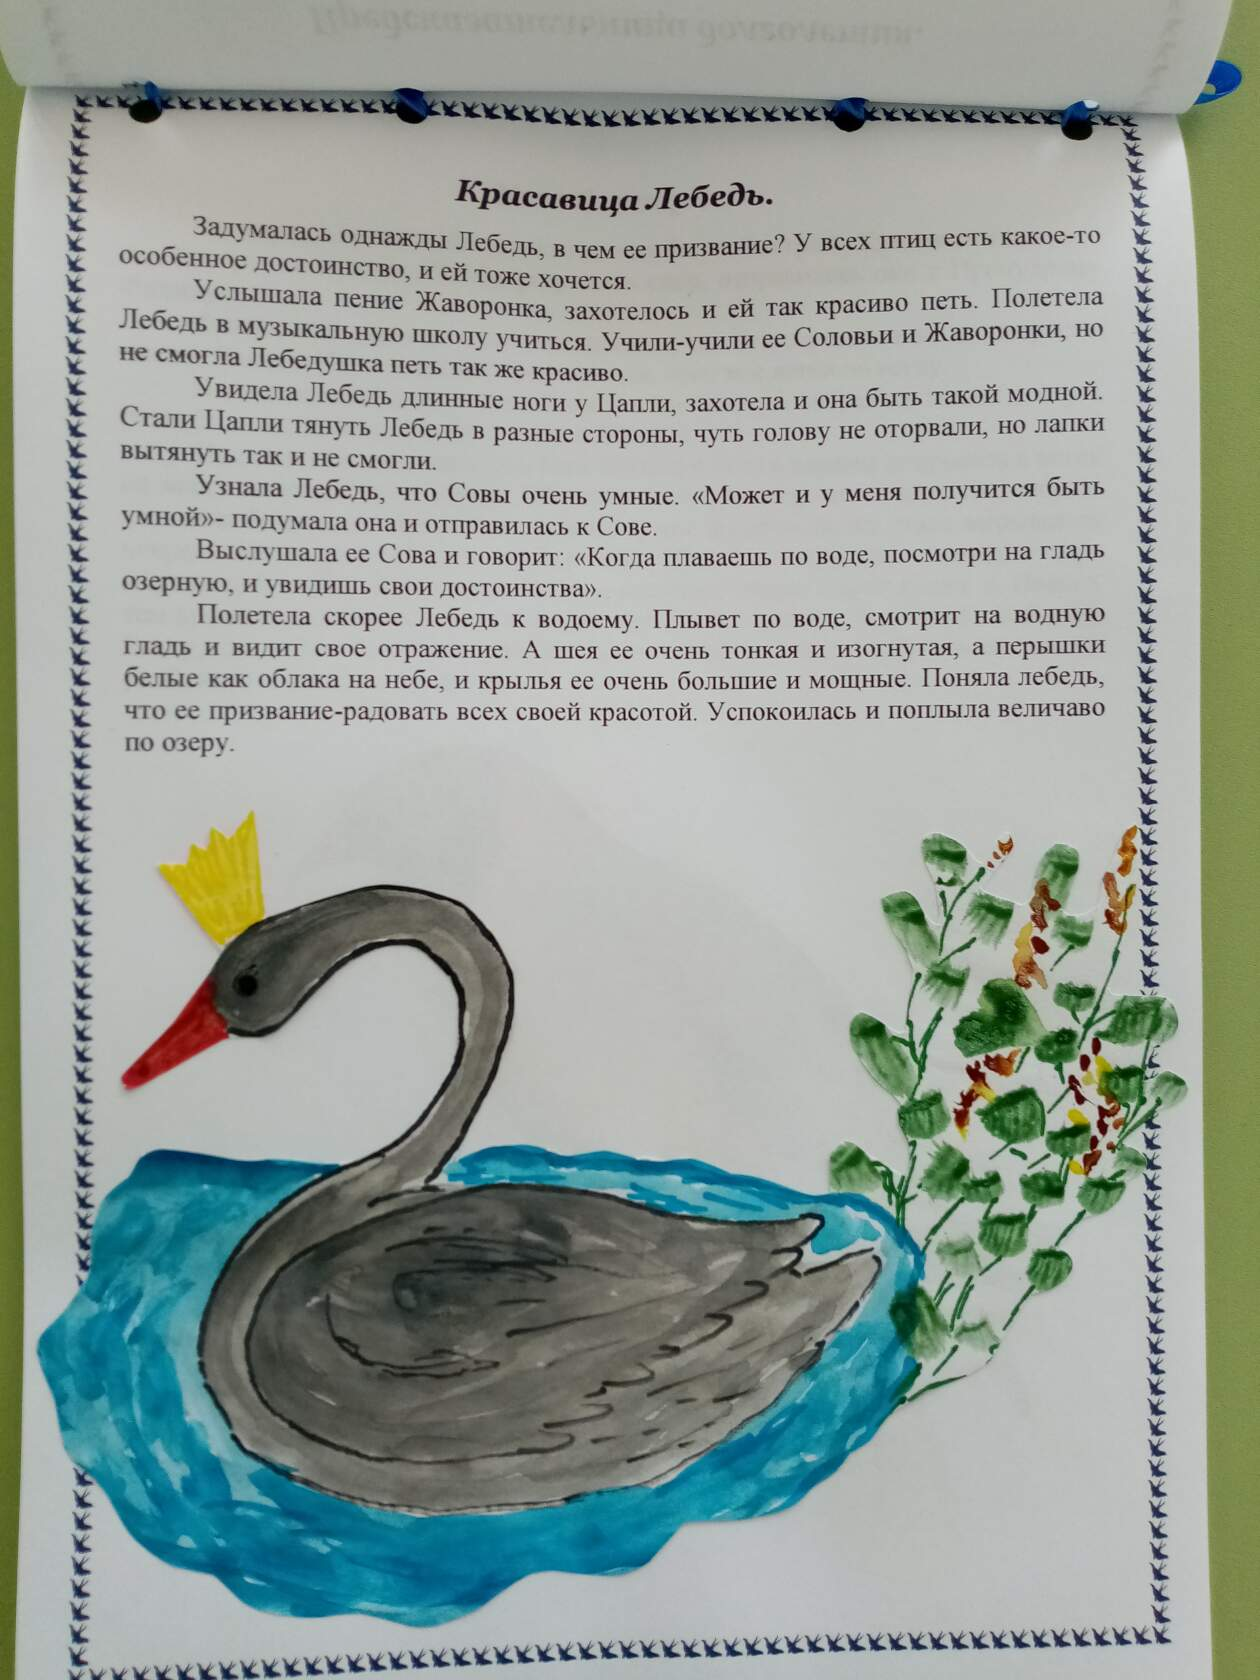 Предсказательница долголетия.
Красавица Лебедь.
Задумалась однажды Лебедь, в чем ее призвание? У всех птиц есть какое-то
особенное достоинство, и ей тоже хочется.
Услышала пение Жаворонка, захотелось и ей так красиво петь. Полетела
Лебедь в музыкальную школу учиться. Учили-учили ее Соловьи и Жаворонки, но
не смогла Лебедушка петь так же красиво.
Увидела Лебедь длинные ноги у Цапли, захотела и она быть такой модной.
Стали Цапли тянуть Лебедь в разные стороны, чуть голову не оторвали, но лапки
вытянуть так и не смогли.
Узнала Лебедь, что Совы очень умные. «Может и у меня получится быть
умной»- подумала она и отправилась к Сове.
Выслушала ее Сова и говорит: «Когда плаваешь по воде, посмотри на гладь
озерную, и увидишь свои достоинства».
Полетела скорее Лебедь к водоему. Плывет по воде, смотрит на водную
гладь и видит свое отражение. А шея ее очень тонкая и изогнутая, а перышки
белые как облака на небе, и крылья ее очень большие и мощные. Поняла лебедь,
что ее призвание-радовать всех своей красотой. Успокоилась и поплыла величаво
по озеру.